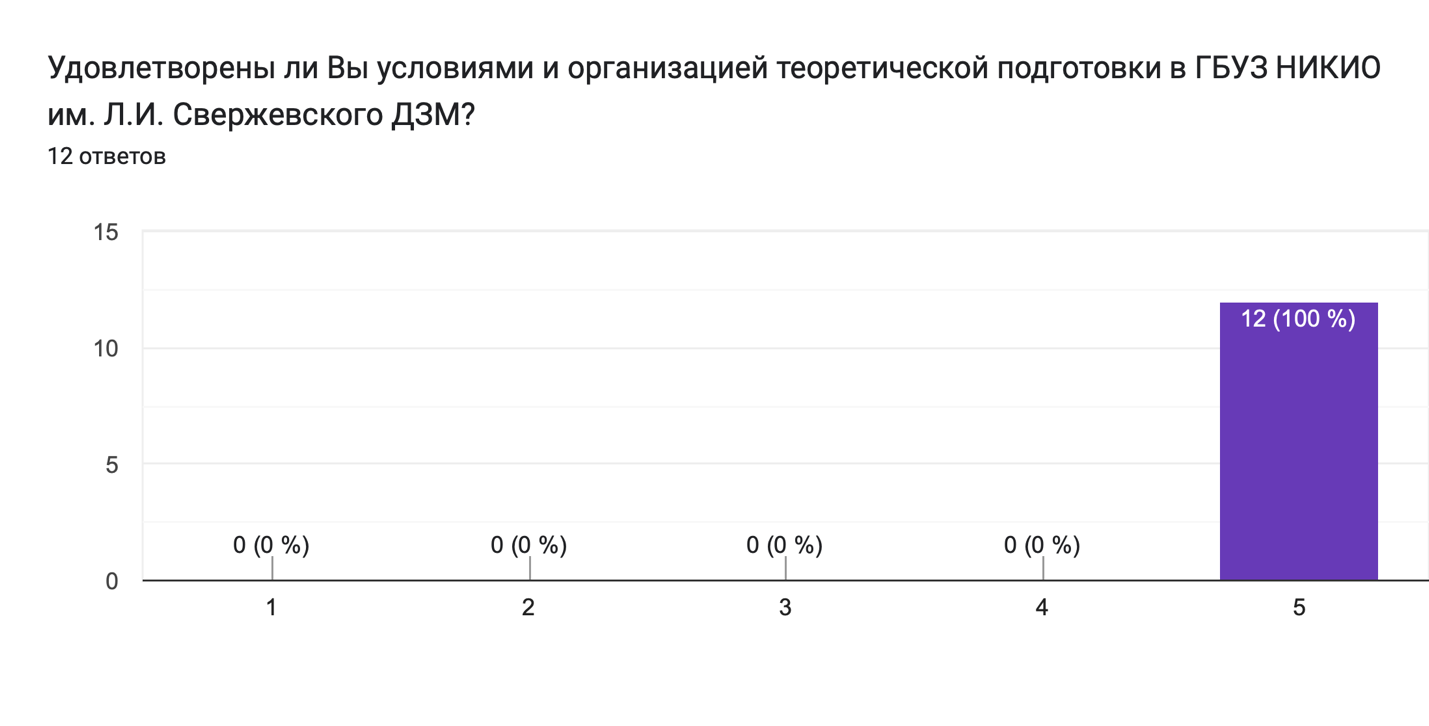 Удовлетворены ли Вы условиями и организацией теоретической подготовки в ГБУЗ НИКИО
им. Л.И. Свержевского ДЗМ?
12 ответов
15
12 (100 %)
10
5
0 (0 %) 0 (0 %) 0 (0 %) 0 (0 %)
0
1 2 3 4 5